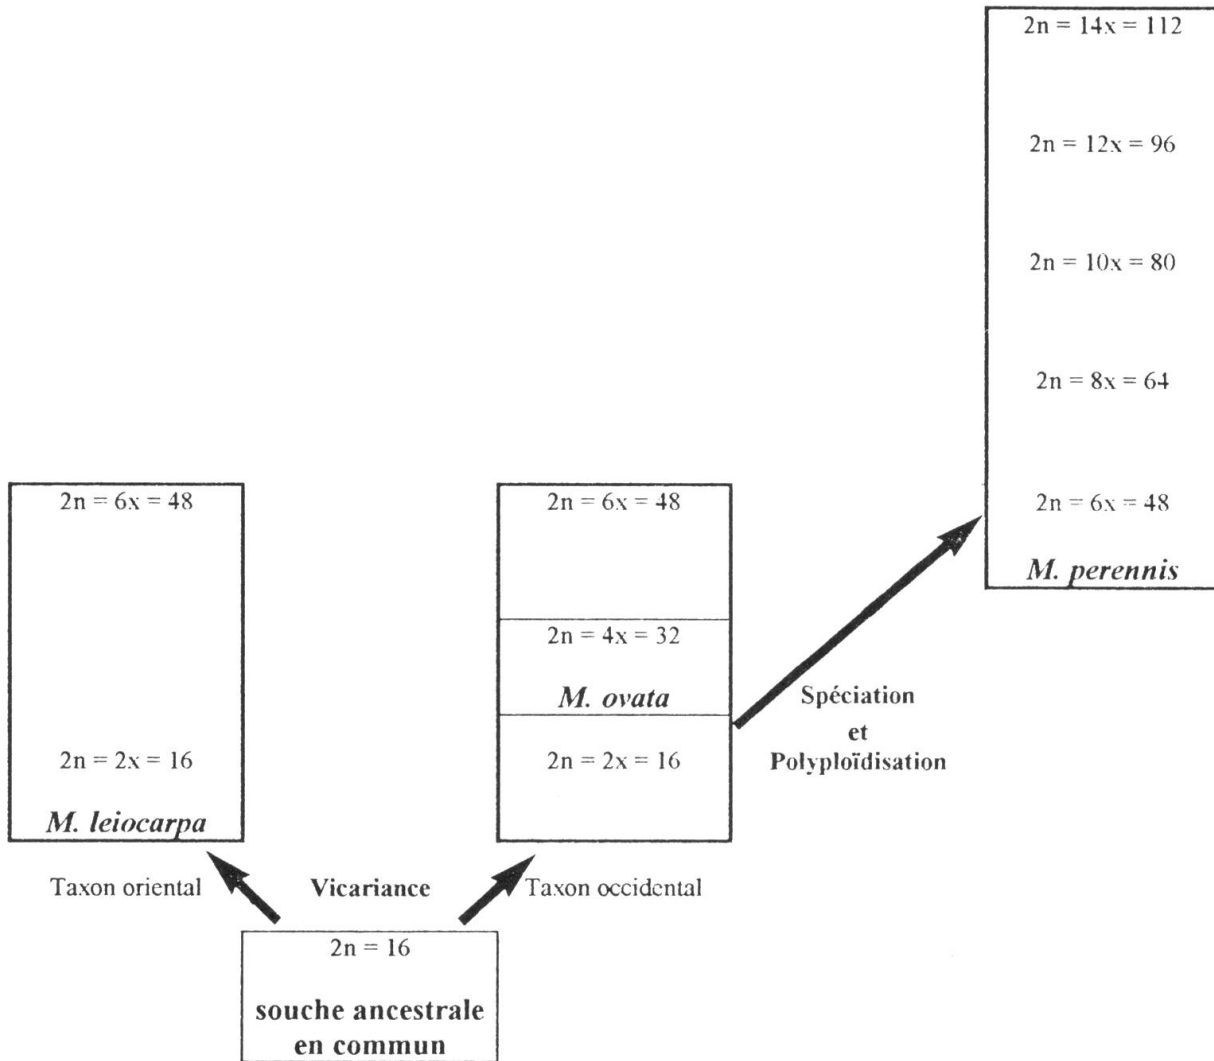 2n = 14x = 112
2n = 12x = 96
2n = 10x = 80
2n = 8x = 64
2n = 6x = 48
M. perennis
2n = 6x = 48
2n = 2x = 16
M. leiocarpa
2n = 6x = 48
2n = 4x = 32
M. ovata
2n = 2x = 16
Spéciation
et
Polyploïdisation
Taxon oriental
Vicariance
Taxon occidental
2n = 16
souche ancestrale
en commun